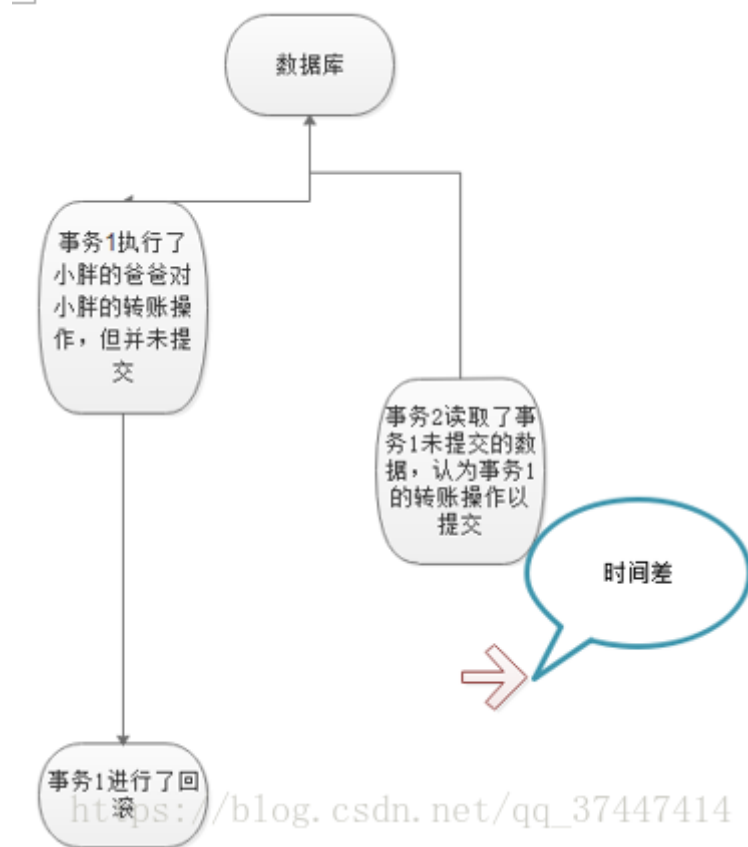 数据库
事务1执行了
小胖的爸爸对
小胖的转账操
作，但并未提
交
事务2读取了事
务1未提交的数
据，认为事务1
的转账操作以
提交
时间差
事务1进行了回
滚
https://blog.csdn.net/qq_37447414